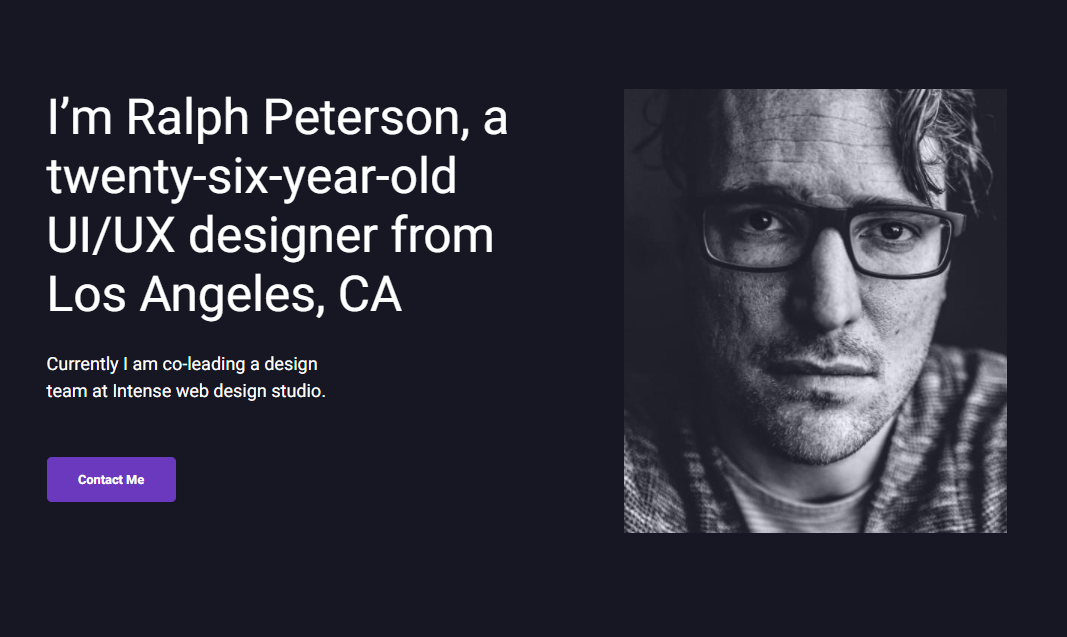 I’m Ralph Peterson, a
twenty-six-year-old
UI/UX designer from
Los Angeles, CA
Currently I am co-leading a design
team at Intense web design studio.
Contact Me